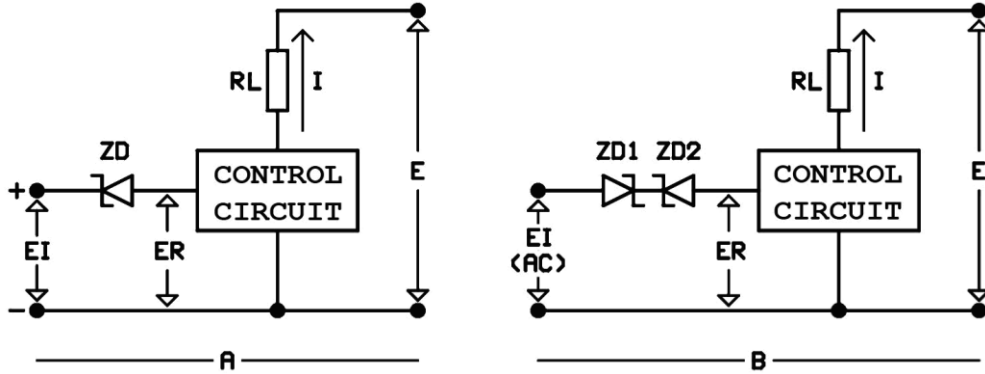 RL I
ZD
CONTROL
CIRCUIT
E
+
EI
ER
-
A
RL I
ZD1 ZD2
CONTROL
CIRCUIT
E
EI
(AC)
ER
B